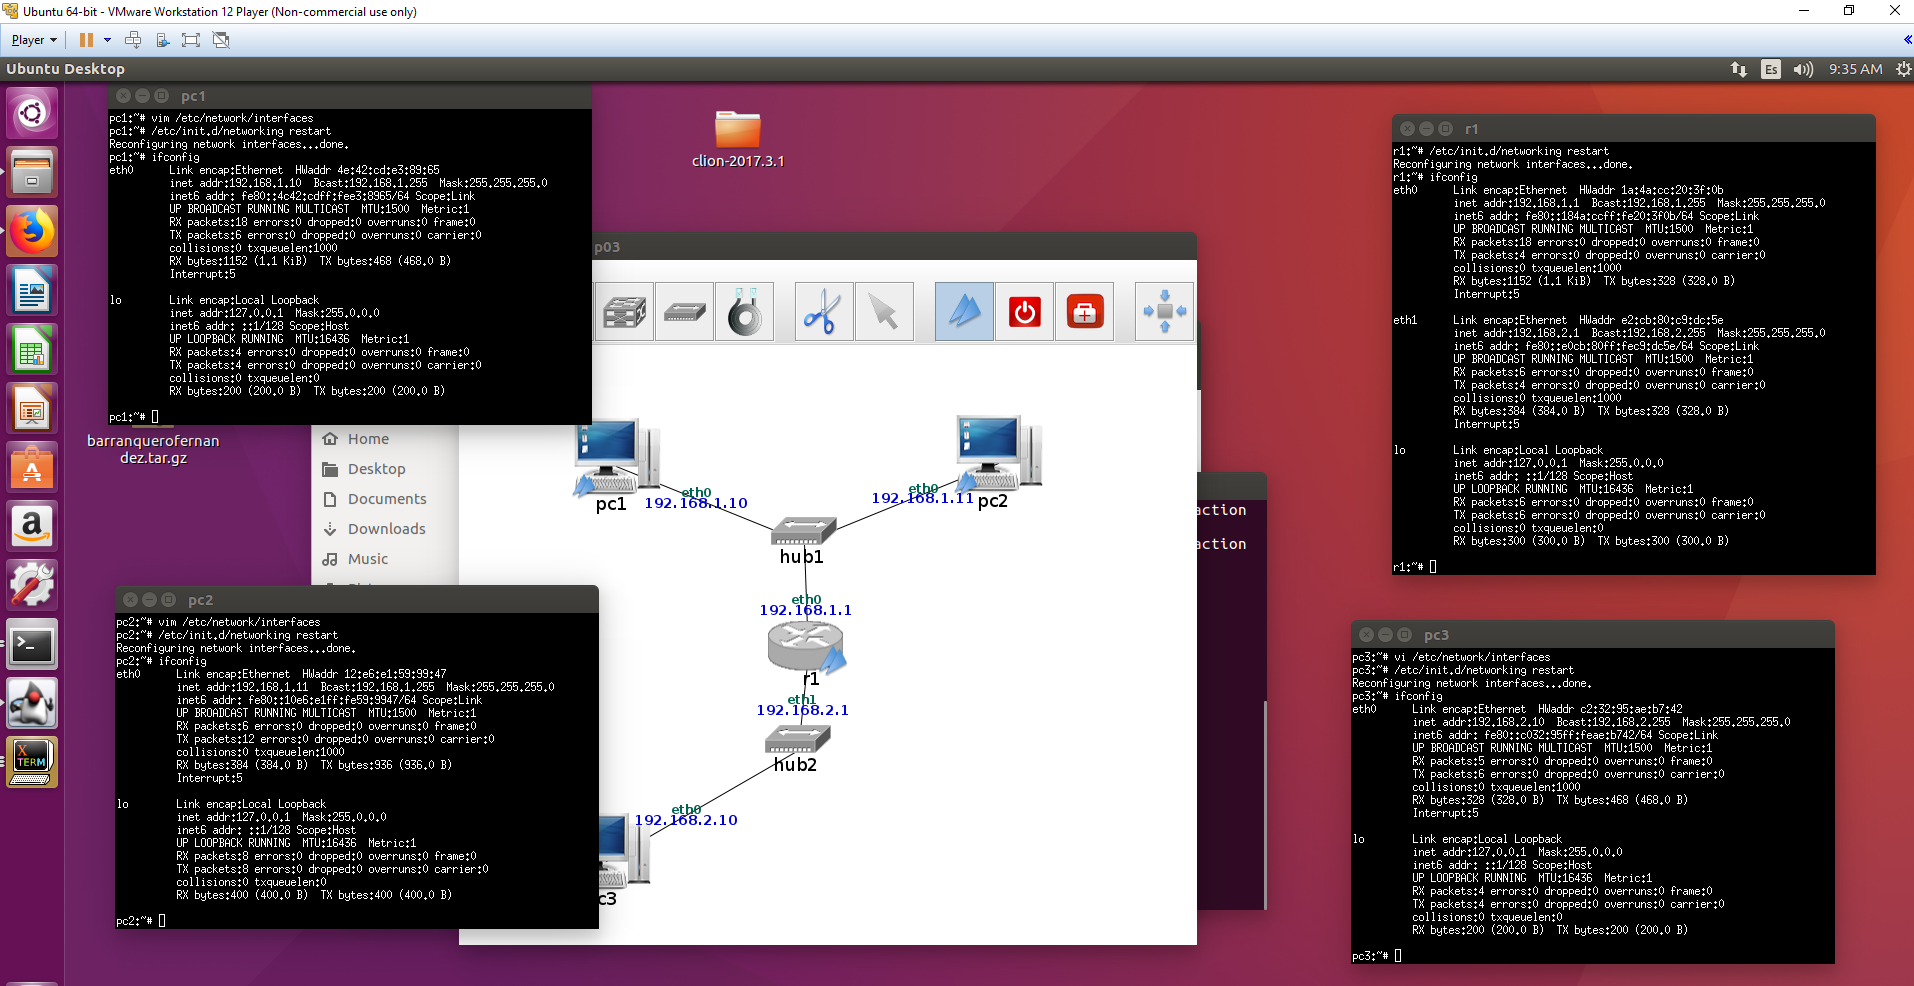 Ubuntu 64-bit - VMware Workstation 12 Player (Non-commercial use only)
Player
Ubuntu Desktop
Es
9:35 AM
pc1
pc1:~# vim /etc/network/interfaces
pc1:~# /etc/init.d/networking restart
Reconfiguring network interfaces...done.
pc1:~# ifconfig
eth0 Link encap:Ethernet HWaddr 4e:42:cd:e3:89:65
inet addr:192.168.1.10 Bcast:192.168.1.255 Mask:255.255.255.0
inet6 addr: fe80::4c42:cdff:fee3:8965/64 Scope:Link
UP BROADCAST RUNNING MULTICAST MTU:1500 Metric:1
RX packets:18 errors:0 dropped:0 overruns:0 frame:0
TX packets:6 errors:0 dropped:0 overruns:0 carrier:0
collisions:0 txqueuelen:1000
RX bytes:1152 (1.1 KiB) TX bytes:468 (468.0 B)
Interrupt:5
lo Link encap:Local Loopback
inet addr:127.0.0.1 Mask:255.0.0.0
inet6 addr: ::1/128 Scope:Host
UP LOOPBACK RUNNING MTU:16436 Metric:1
RX packets:4 errors:0 dropped:0 overruns:0 frame:0
TX packets:4 errors:0 dropped:0 overruns:0 carrier:0
collisions:0 txqueuelen:0
RX bytes:200 (200.0 B) TX bytes:200 (200.0 B)
pc1:~#
clion-2017.3.1
barranquerofernan
dez.tar.gz
Home
Desktop
Documents
Downloads
Music
p03
pc1
eth0
192.168.1.10
eth0
192.168.1.11
pc2
hub1
eth0
192.168.1.1
r1
eth1
192.168.2.1
hub2
eth0
192.168.2.10
c3
action
action
pc2
pc2:~# vim /etc/network/interfaces
pc2:~# /etc/init.d/networking restart
Reconfiguring network interfaces...done.
pc2:~# ifconfig
eth0 Link encap:Ethernet HWaddr 12:e6:e1:59:99:47
inet addr:192.168.1.11 Bcast:192.168.1.255 Mask:255.255.255.0
inet6 addr: fe80::10e6:e1ff:fe59:9947/64 Scope:Link
UP BROADCAST RUNNING MULTICAST MTU:1500 Metric:1
RX packets:6 errors:0 dropped:0 overruns:0 frame:0
TX packets:12 errors:0 dropped:0 overruns:0 carrier:0
collisions:0 txqueuelen:1000
RX bytes:384 (384.0 B) TX bytes:936 (936.0 B)
Interrupt:5
lo Link encap:Local Loopback
inet addr:127.0.0.1 Mask:255.0.0.0
inet6 addr: ::1/128 Scope:Host
UP LOOPBACK RUNNING MTU:16436 Metric:1
RX packets:8 errors:0 dropped:0 overruns:0 frame:0
TX packets:8 errors:0 dropped:0 overruns:0 carrier:0
collisions:0 txqueuelen:0
RX bytes:400 (400.0 B) TX bytes:400 (400.0 B)
pc2:~#
r1
r1:~# /etc/init.d/networking restart
Reconfiguring network interfaces...done.
r1:~# ifconfig
eth0 Link encap:Ethernet HWaddr 1a:4a:cc:20:3f:0b
inet addr:192.168.1.1 Bcast:192.168.1.255 Mask:255.255.255.0
inet6 addr: fe80::184a:ccff:fe20:3f0b/64 Scope:Link
UP BROADCAST RUNNING MULTICAST MTU:1500 Metric:1
RX packets:18 errors:0 dropped:0 overruns:0 frame:0
TX packets:4 errors:0 dropped:0 overruns:0 carrier:0
collisions:0 txqueuelen:1000
RX bytes:1152 (1.1 KiB) TX bytes:328 (328.0 B)
Interrupt:5
eth1 Link encap:Ethernet HWaddr e2:cb:80:c9:dc:5e
inet addr:192.168.2.1 Bcast:192.168.2.255 Mask:255.255.255.0
inet6 addr: fe80::e0cb:80ff:fec9:dc5e/64 Scope:Link
UP BROADCAST RUNNING MULTICAST MTU:1500 Metric:1
RX packets:6 errors:0 dropped:0 overruns:0 frame:0
TX packets:4 errors:0 dropped:0 overruns:0 carrier:0
collisions:0 txqueuelen:1000
RX bytes:384 (384.0 B) TX bytes:328 (328.0 B)
Interrupt:5
lo Link encap:Local Loopback
inet addr:127.0.0.1 Mask:255.0.0.0
inet6 addr: ::1/128 Scope:Host
UP LOOPBACK RUNNING MTU:16436 Metric:1
RX packets:6 errors:0 dropped:0 overruns:0 frame:0
TX packets:6 errors:0 dropped:0 overruns:0 carrier:0
collisions:0 txqueuelen:0
RX bytes:300 (300.0 B) TX bytes:300 (300.0 B)
r1:~#
pc3
pc3:~# vi /etc/network/interfaces
pc3:~# /etc/init.d/networking restart
Reconfiguring network interfaces...done.
pc3:~# ifconfig
eth0 Link encap:Ethernet HWaddr c2:32:95:ae:b7:42
inet addr:192.168.2.10 Bcast:192.168.2.255 Mask:255.255.255.0
inet6 addr: fe80::c032:95ff:feae:b742/64 Scope:Link
UP BROADCAST RUNNING MULTICAST MTU:1500 Metric:1
RX packets:5 errors:0 dropped:0 overruns:0 frame:0
TX packets:6 errors:0 dropped:0 overruns:0 carrier:0
collisions:0 txqueuelen:1000
RX bytes:328 (328.0 B) TX bytes:468 (468.0 B)
Interrupt:5
lo Link encap:Local Loopback
inet addr:127.0.0.1 Mask:255.0.0.0
inet6 addr: ::1/128 Scope:Host
UP LOOPBACK RUNNING MTU:16436 Metric:1
RX packets:4 errors:0 dropped:0 overruns:0 frame:0
TX packets:4 errors:0 dropped:0 overruns:0 carrier:0
collisions:0 txqueuelen:0
RX bytes:200 (200.0 B) TX bytes:200 (200.0 B)
pc3:~#
X
TERM